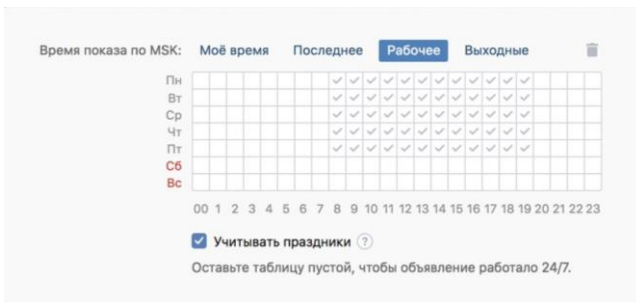 Время показа по MSK: Моё время Последнее Рабочее Выходные
Пн
Вт
Ср
Чт
Пт
Сб
Вс
00 1 2 3 4 5 6 7 8 9 10 11 12 13 14 15 16 17 18 19 20 21 22 23
Учитывать праздники ?
Оставьте таблицу пустой, чтобы объявление работало 24/7.